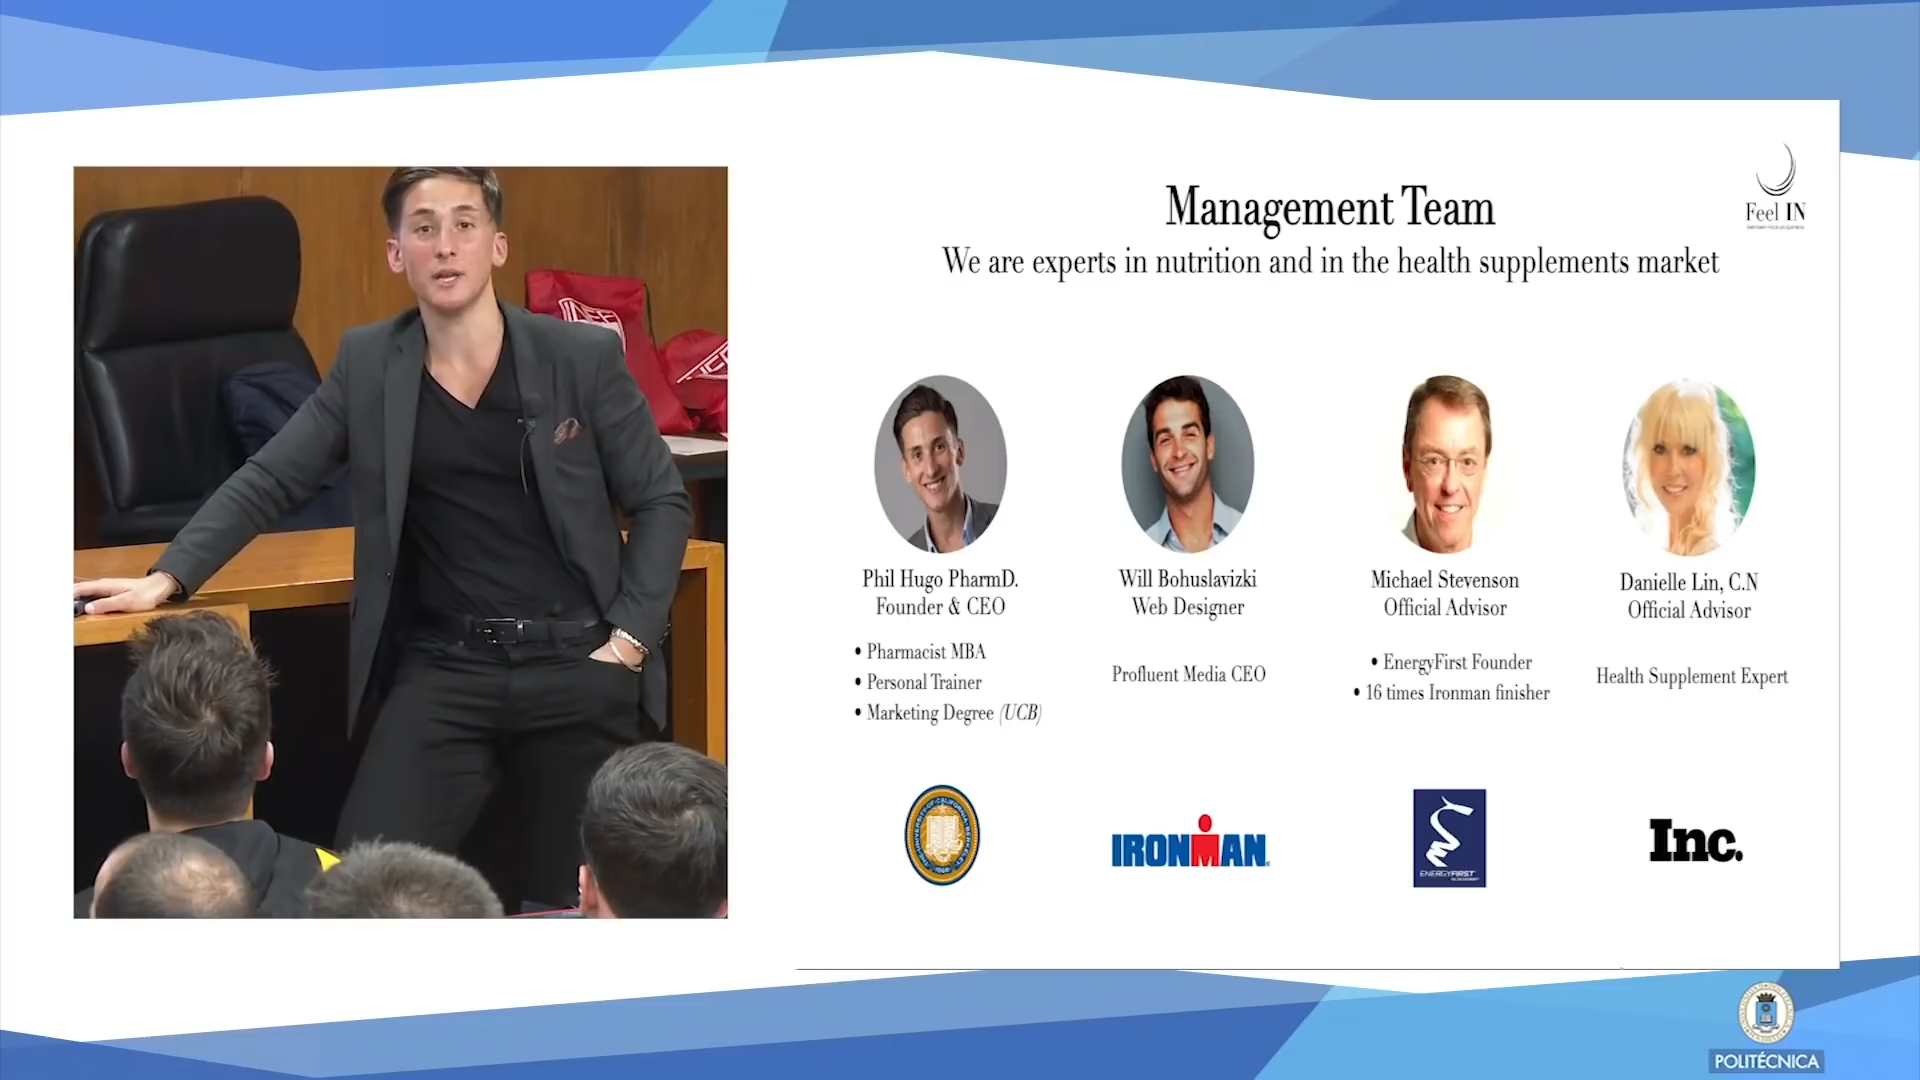 Feel IN
Management Team
We are experts in nutrition and in the health supplements market
Phil Hugo PharmD.
Founder & CEO
• Pharmacist MBA
• Personal Trainer
• Marketing Degree (UCB)
Will Bohuslavizki
Web Designer
Profluent Media CEO
Michael Stevenson
Official Advisor
• EnergyFirst Founder
• 16 times Ironman finisher
Danielle Lin, C.N
Official Advisor
Health Supplement Expert
IRONMAN
ENERGYFIRST
Inc.
POLITÉCNICA